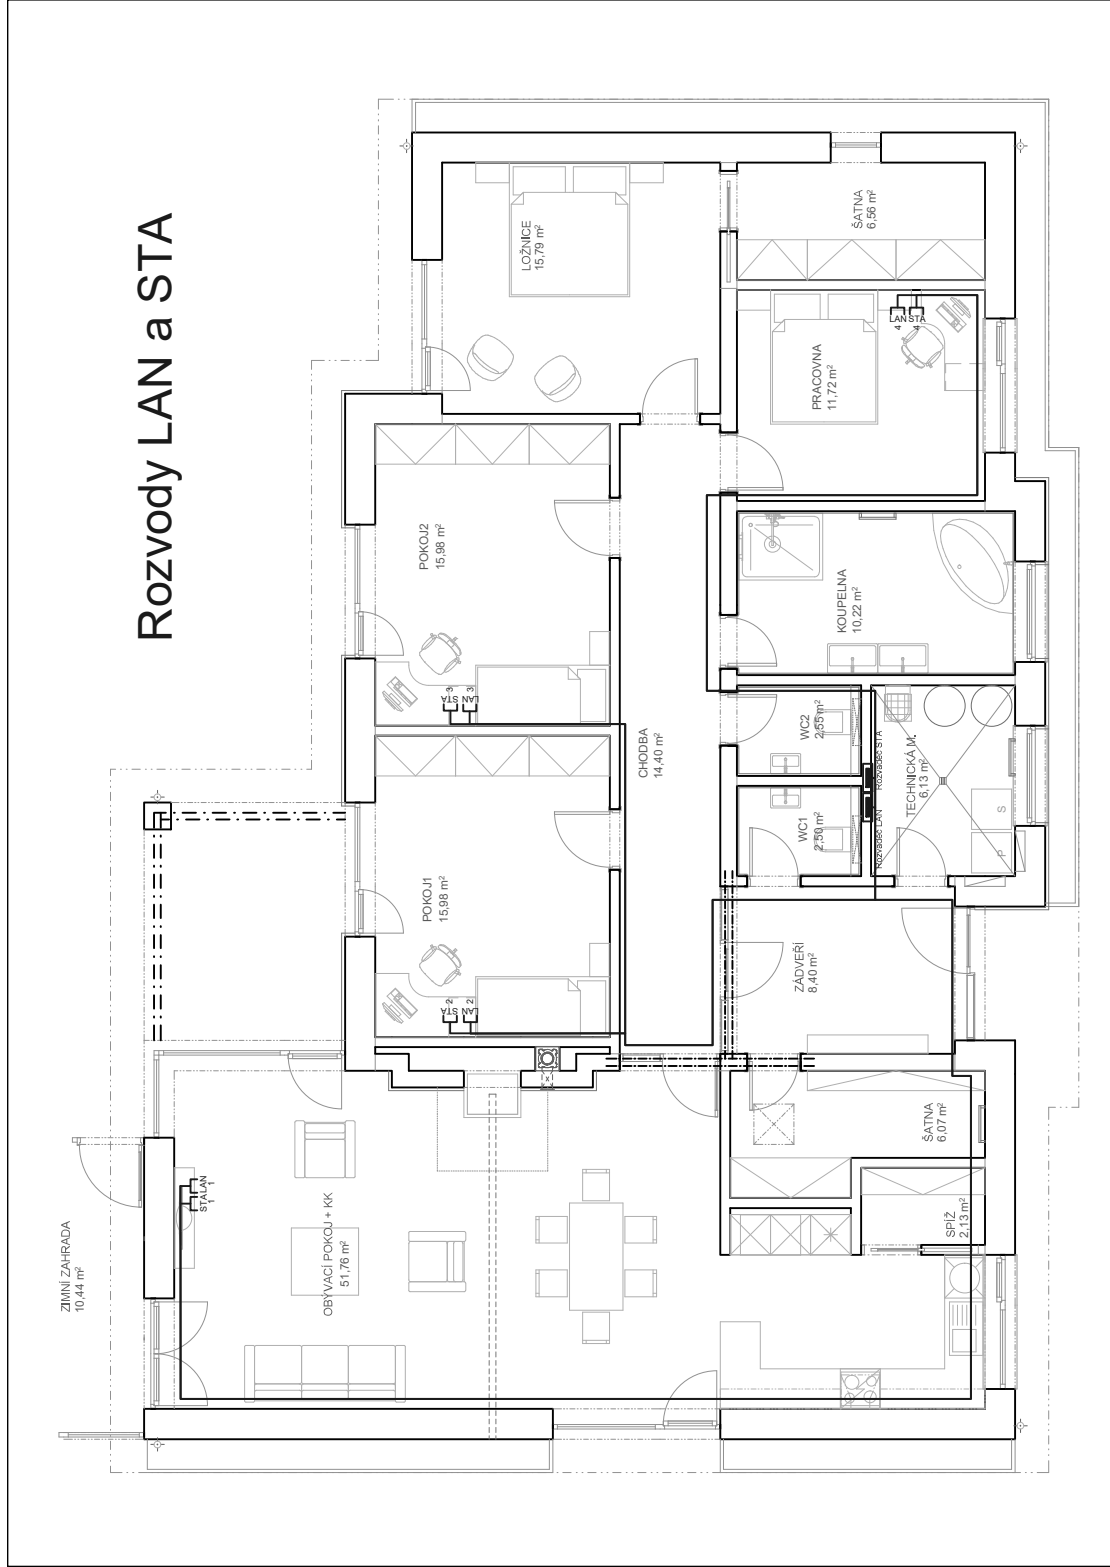 Rozvody LAN a STA
ZIMNÍ ZAHRADA
10,44 m²
OBÝVACÍ POKOJ + KK
51,76 m²
STA LAN
1 1
POKOJ1
15,98 m²
STA 2
LAN 2
POKOJ2
15,98 m²
STA 3
LAN 3
LOŽNICE
15,79 m²
ŠATNA
6,56 m²
PRACOVNA
11,72 m²
LAN STA
4 4
KOUPELNA
10,22 m²
CHODBA
14,40 m²
WC2
2,55 m²
WC1
2,50 m²
Rozvaděč LAN
Rozvaděč STA
TECHNICKÁ M.
6,13 m²
P
S
ZÁDVEŘÍ
8,40 m²
ŠATNA
6,07 m²
SPÍŽ
2,13 m²